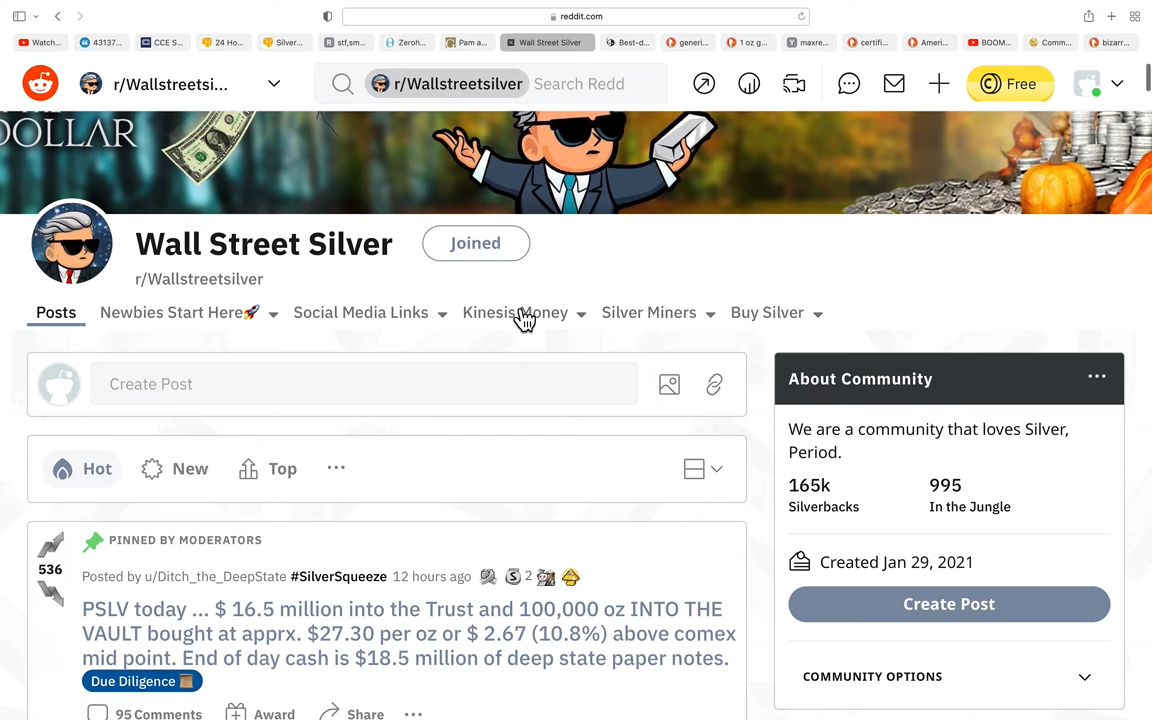 reddit.com
Watch...
43137...
CCE S...
24 Ho...
Silver...
stf,sm...
Zeroh...
Pam a...
Wall Street Silver
Best-d...
generi...
1 oz g...
maxre...
certifi...
Ameri...
BOOM...
Comm...
bizarr...
r/Wallstreetsi...
r/Wallstreetsilver Search Redd
Free
DOLLAR
Wall Street Silver
Joined
r/Wallstreetsilver
Posts
Newbies Start Here🚀
Social Media Links
Kinesis Money
Silver Miners
Buy Silver
Create Post
Hot
New
Top
...
PINNED BY MODERATORS
536
Posted by u/Ditch_the_DeepState #SilverSqueeze 12 hours ago 2
PSLV today ... $ 16.5 million into the Trust and 100,000 oz INTO THE
VAULT bought at apprx. $27.30 per oz or $ 2.67 (10.8%) above comex
mid point. End of day cash is $18.5 million of deep state paper notes.
Due Diligence
95 Comments
Award
Share
...
About Community
...
We are a community that loves Silver,
Period.
165k
995
Silverbacks
In the Jungle
Created Jan 29, 2021
Create Post
COMMUNITY OPTIONS